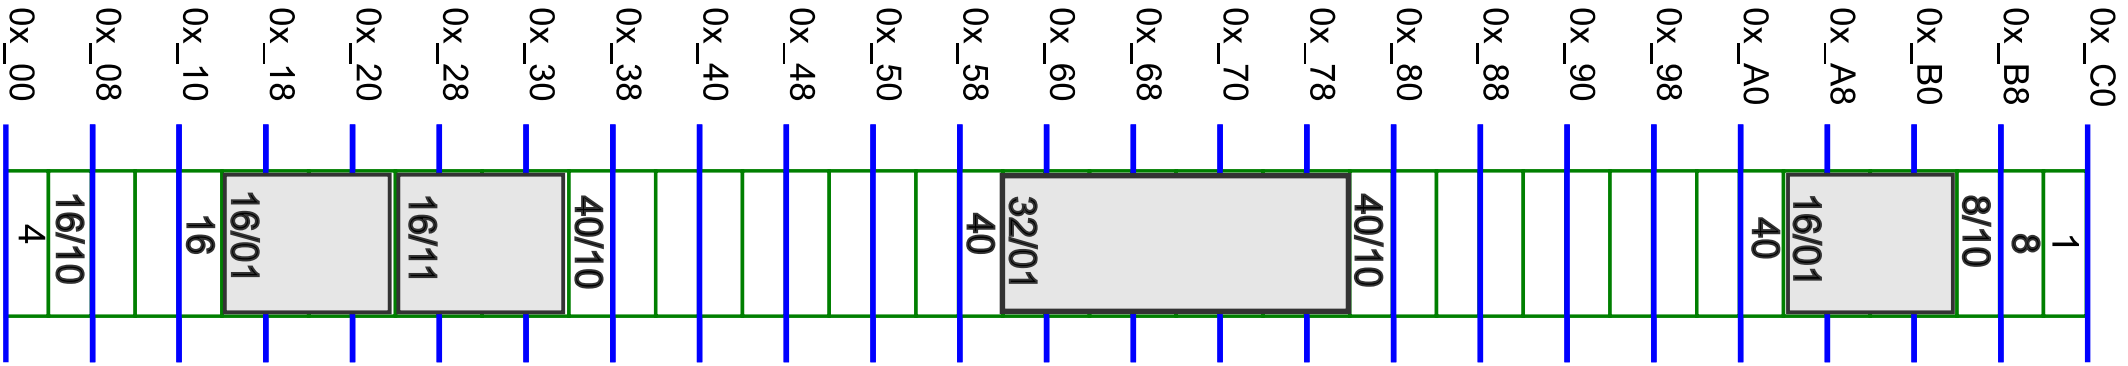 0x_00
0x_08
0x_10
0x_18
0x_20
0x_28
0x_30
0x_38
0x_40
0x_48
0x_50
0x_58
0x_60
0x_68
0x_70
0x_78
0x_80
0x_88
0x_90
0x_98
0x_A0
0x_A8
0x_B0
0x_B8
0x_C0
4
16/10
16
16/01
16/11
40/10
40
32/01
40/10
40
16/01
8/10
8
1